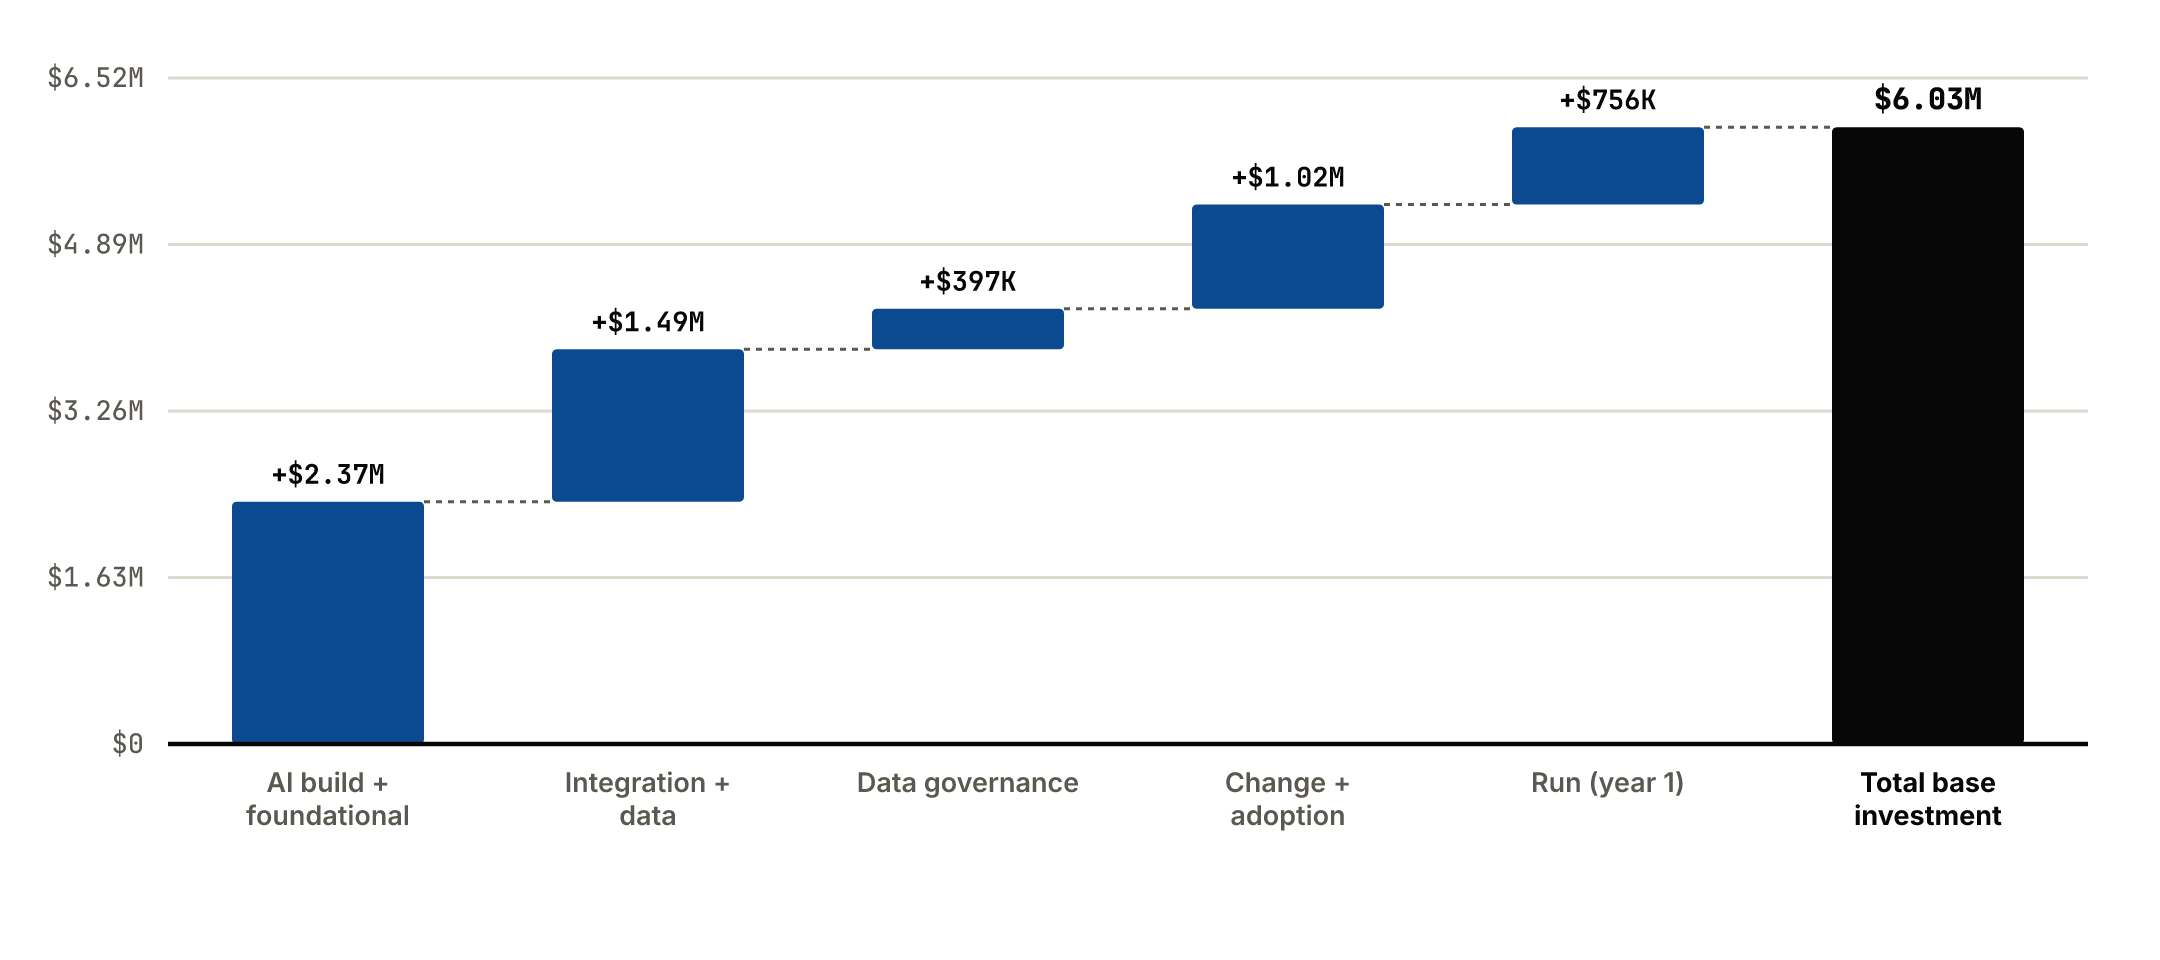 $6.52M
+$756K
$6.03M
+$1.02M
$4.89M
+$397K
+$1.49M
$3.26M
+$2.37M
$1.63M
$0
AI build +
foundational
Integration +
data
Data governance
Change +
adoption
Run (year 1)
Total base
investment